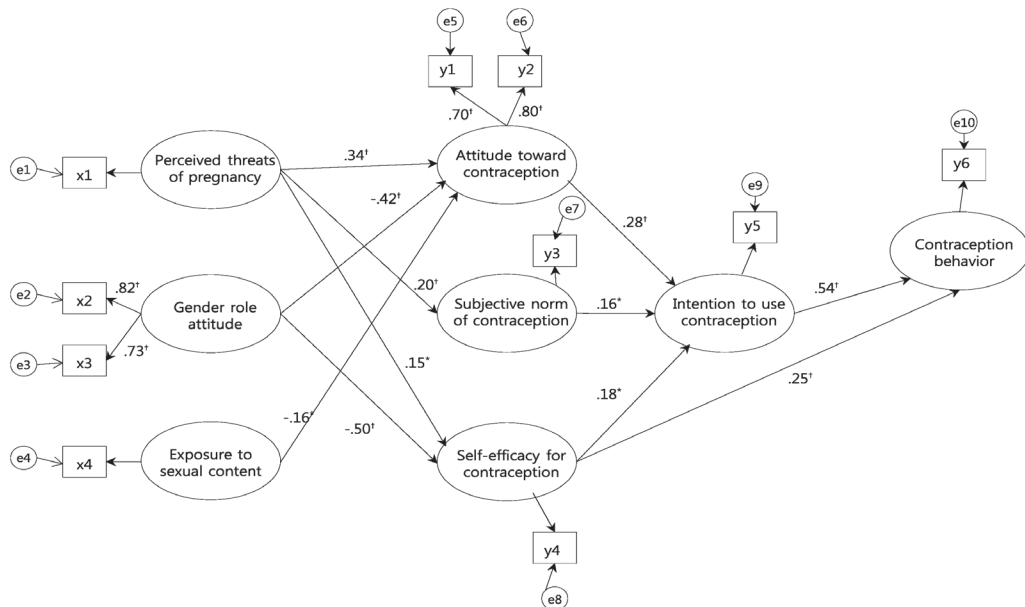 e5
e6
y1
y2
.70†
.80†
e10
e1
x1
Perceived threats
of pregnancy
.34†
Attitude toward
contraception
y6
e9
-.42†
e7
.28†
y5
y3
Contraception
behavior
e2
x2
.82†
Gender role
attitude
.20†
Subjective norm
of contraception
.16*
Intention to use
contraception
.54†
e3
x3
.73†
.15*
.18*
.25†
-.16*
-.50†
e4
x4
Exposure to
sexual content
Self-efficacy for
contraception
y4
e8